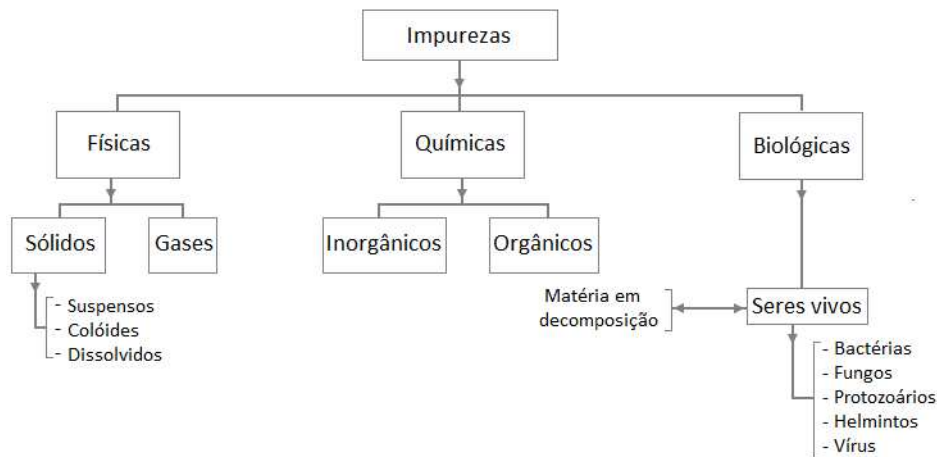 Impurezas
Físicas
Químicas
Biológicas
Sólidos
Gases
Inorgânicos
Orgânicos
- Suspensos
- Colóides
- Dissolvidos
Matéria em
decomposição
Seres vivos
- Bactérias
- Fungos
- Protozoários
- Helmintos
- Vírus